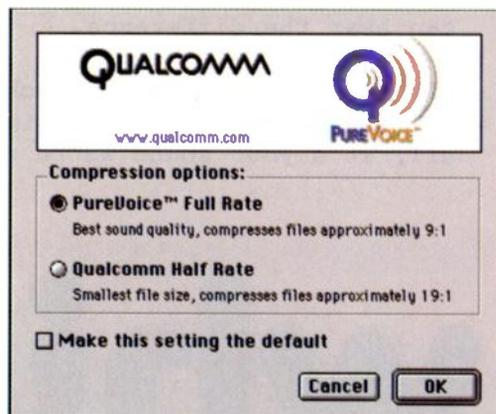 QUALCOMM
www.qualcomm.com
PUREVOICE™
Compression options:
PureVoice™ Full Rate
Best sound quality, compresses files approximately 9:1
Qualcomm Half Rate
Smallest file size, compresses files approximately 19:1
Make this setting the default
Cancel OK